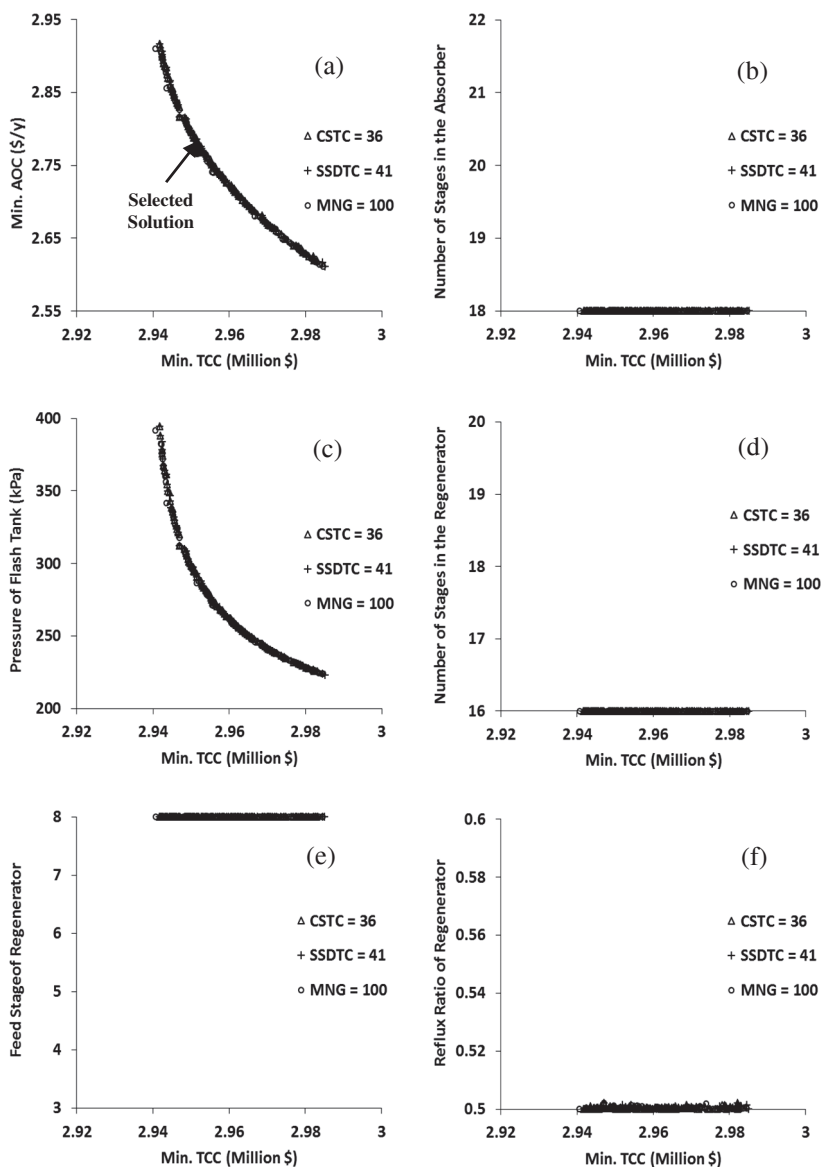 (a)
Min. AOC ($/y)
2.95
2.85
2.75
2.65
2.55
Selected
Solution
△ CSTC = 36
+ SSDTC = 41
○ MNG = 100
2.92 2.94 2.96 2.98 3
Min. TCC (Million $)
(b)
Number of Stages in the Absorber
22
21
20
19
18
△ CSTC = 36
+ SSDTC = 41
○ MNG = 100
2.92 2.94 2.96 2.98 3
Min. TCC (Million $)
(c)
Pressure of Flash Tank (kPa)
400
350
300
250
200
△ CSTC = 36
+ SSDTC = 41
○ MNG = 100
2.92 2.94 2.96 2.98 3
Min. TCC (Million $)
(d)
Number of Stages in the Regenerator
20
19
18
17
16
△ CSTC = 36
+ SSDTC = 41
○ MNG = 100
2.92 2.94 2.96 2.98 3
Min. TCC (Million $)
(e)
Feed Stageof Regenerator
8
7
6
5
4
3
△ CSTC = 36
+ SSDTC = 41
○ MNG = 100
2.92 2.94 2.96 2.98 3
Min. TCC (Million $)
(f)
Reflux Ratio of Regenerator
0.6
0.58
0.56
0.54
0.52
0.5
△ CSTC = 36
+ SSDTC = 41
○ MNG = 100
2.92 2.94 2.96 2.98 3
Min. TCC (Million $)